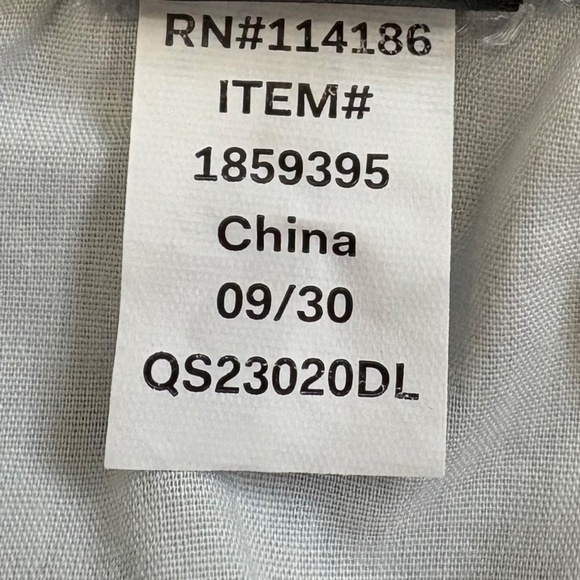 RN#114186
ITEM#
1859395
China
09/30
QS23020DL